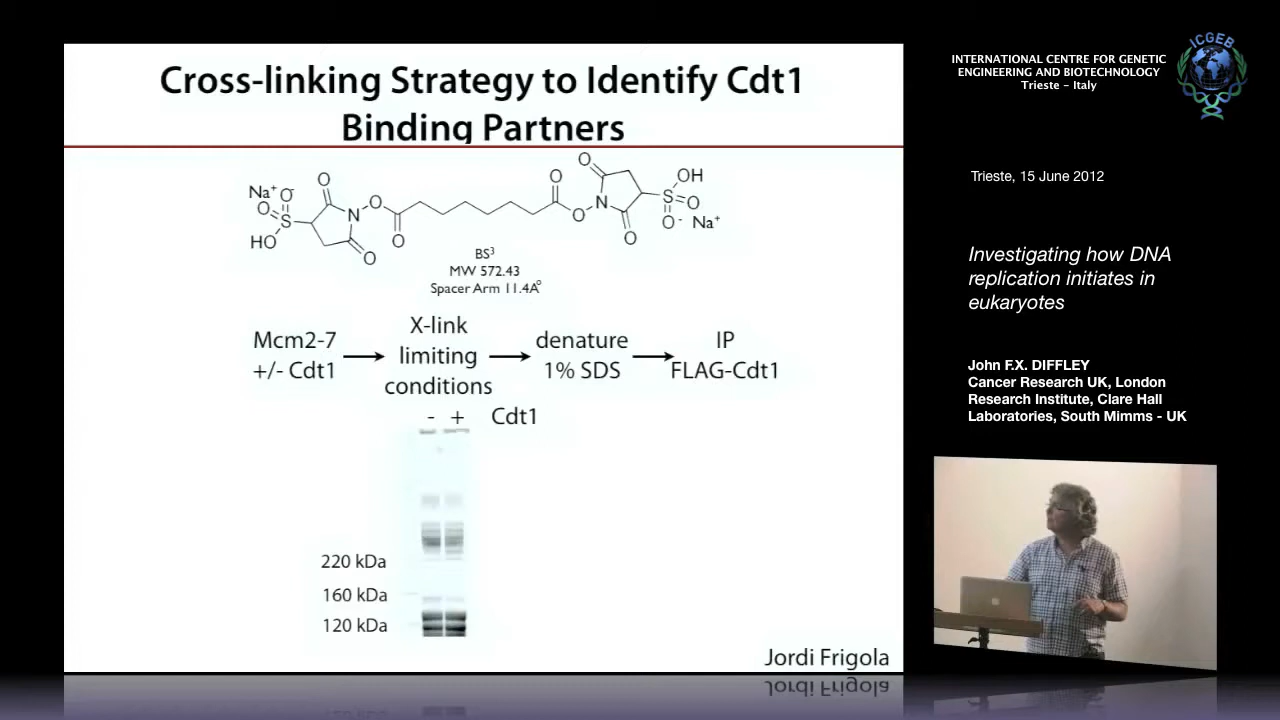 Cross-linking Strategy to Identify Cdt1
Binding Partners
Na⁺ O⁻ O S O HO O O N O O O O O O N O O S OH O O⁻ Na⁺
BS³
MW 572.43
Spacer Arm 11.4A°
Mcm2-7
+/- Cdt1
X-link
limiting
conditions
denature
1% SDS
IP
FLAG-Cdt1
- + Cdt1
220 kDa
160 kDa
120 kDa
Jordi Frigola
INTERNATIONAL CENTRE FOR GENETIC
ENGINEERING AND BIOTECHNOLOGY
Trieste - Italy
ICGEB
Trieste, 15 June 2012
Investigating how DNA
replication initiates in
eukaryotes
John F.X. DIFFLEY
Cancer Research UK, London
Research Institute, Clare Hall
Laboratories, South Mimms - UK